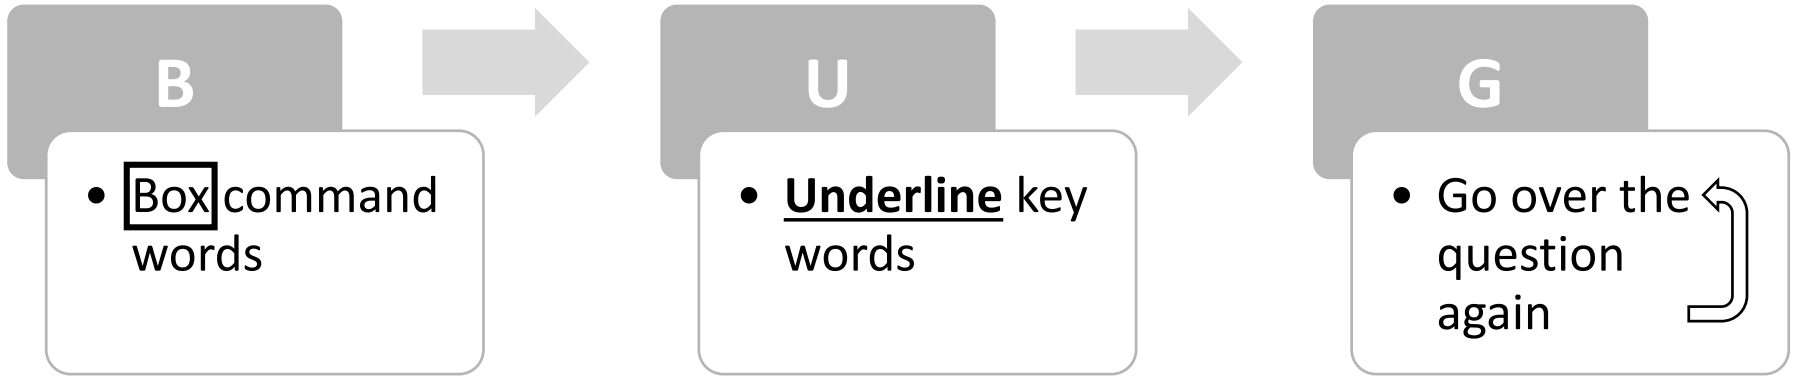 B
• Box command
words
U
• Underline key
words
G
• Go over the
question
again